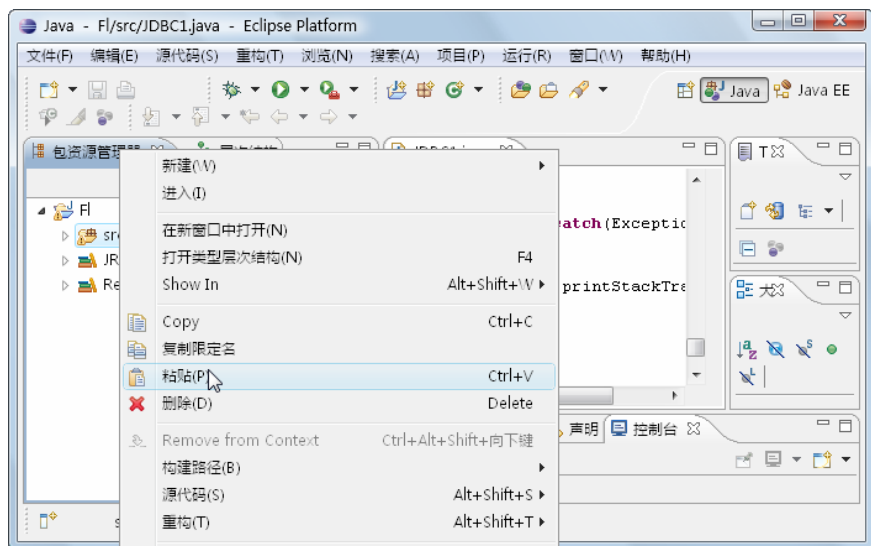 Java - Fl/src/JDBC1.java - Eclipse Platform
文件(F) 编辑(E) 源代码(S) 重构(T) 浏览(N) 搜索(A) 项目(P) 运行(R) 窗口(W) 帮助(H)
Java Java EE
包资源管理器
T
新建(W)
进入(I)
Fl
在新窗口中打开(N)
atch(Exceptio
打开类型层次结构(N) F4
JR
Show In Alt+Shift+W
Re
printStackTra
大
Copy Ctrl+C
复制限定名
粘贴(P) Ctrl+V
删除(D) Delete
声明 控制台
Remove from Context Ctrl+Alt+Shift+向下键
构建路径(B)
源代码(S) Alt+Shift+S
重构(T) Alt+Shift+T